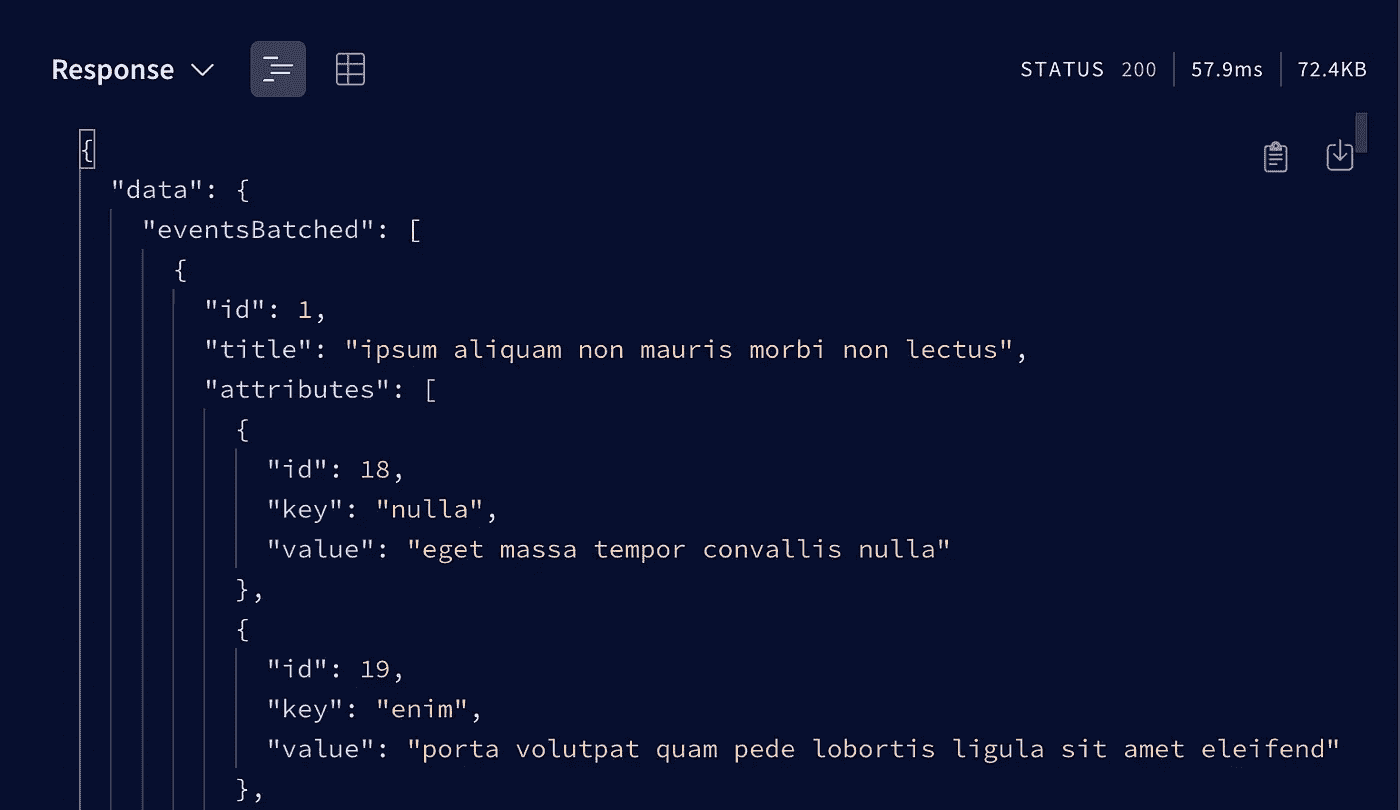 Response STATUS 200 57.9ms 72.4KB
{
"data": {
"eventsBatched": [
{
"id": 1,
"title": "ipsum aliquam non mauris morbi non lectus",
"attributes": [
{
"id": 18,
"key": "nulla",
"value": "eget massa tempor convallis nulla"
},
{
"id": 19,
"key": "enim",
"value": "porta volutpat quam pede lobortis ligula sit amet eleifend"
},